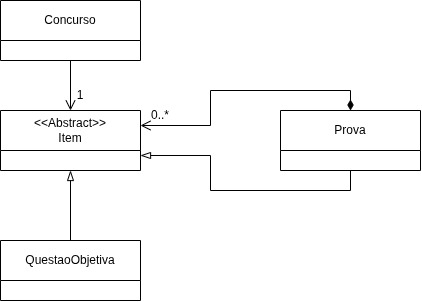 Concurso
1
<<Abstract>>
Item
0..*
Prova
QuestaoObjetiva